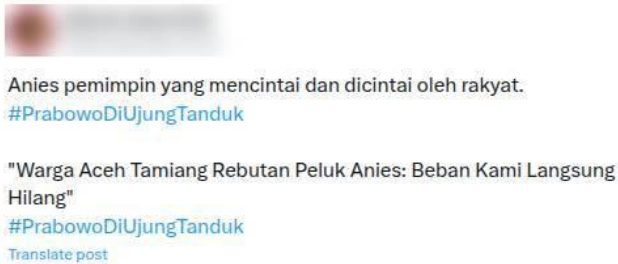 Anies pemimpin yang mencintai dan dicintai oleh rakyat.
#PrabowoDiUjungTanduk
"Warga Aceh Tamiang Rebutan Peluk Anies: Beban Kami Langsung
Hilang"
#PrabowoDiUjungTanduk
Translate post